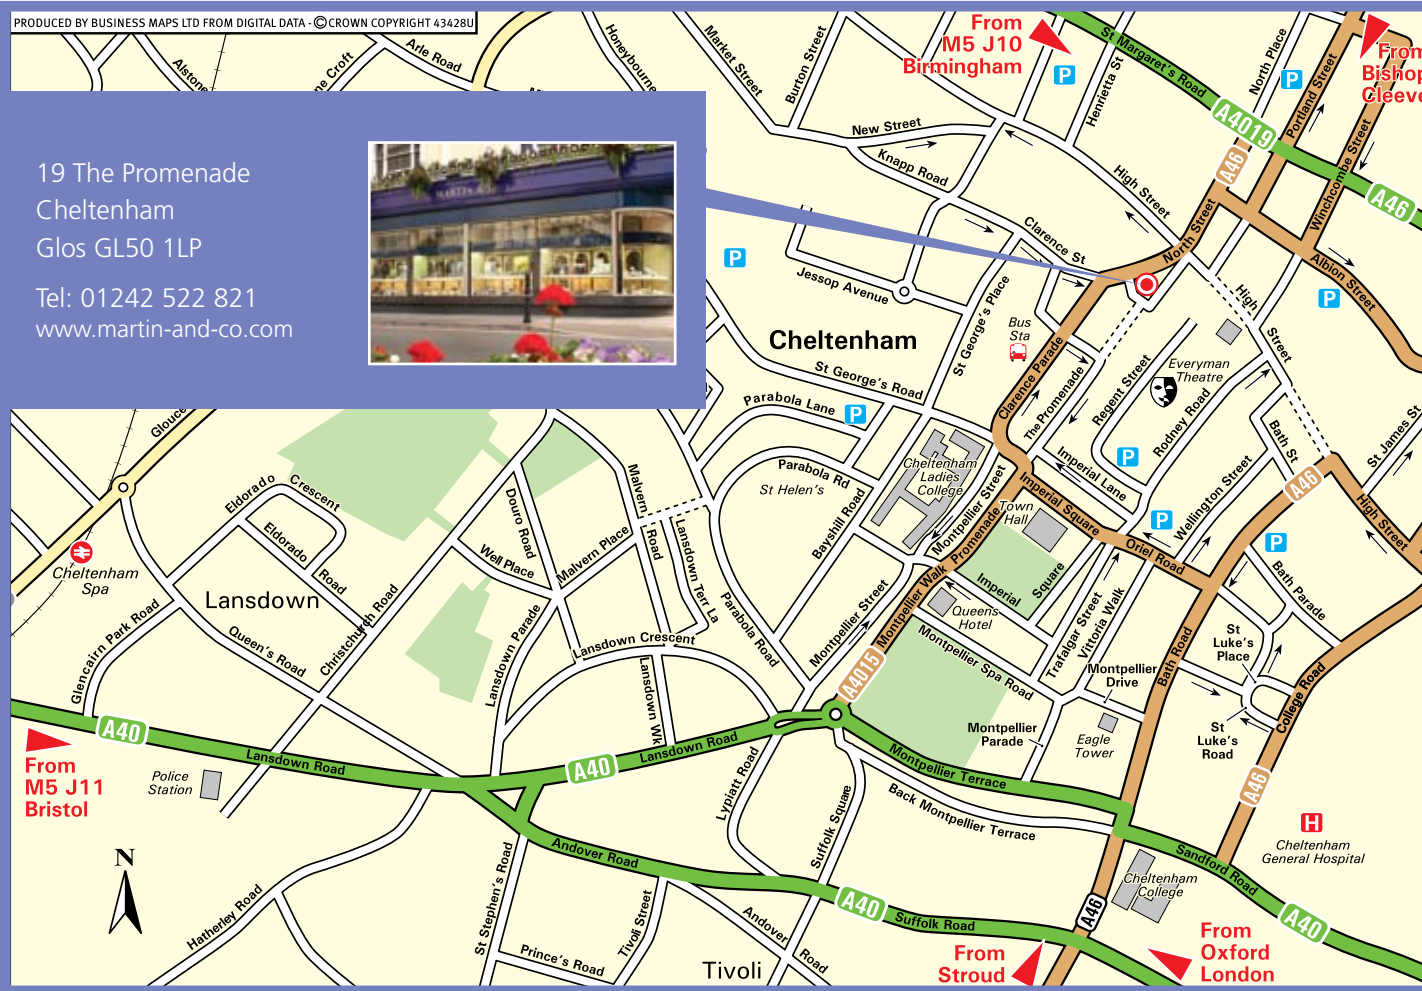 PRODUCED BY BUSINESS MAPS LTD FROM DIGITAL DATA - ©CROWN COPYRIGHT 43428U
19 The Promenade
Cheltenham
Glos GL50 1LP
Tel: 01242 522 821
www.martin-and-co.com
From
M5 J10
Birmingham
From
M5 J11
Bristol
From
Stroud
From
Oxford
London
Arle Road
Honeybourne
Market Street
Burton Street
New Street
Knapp Road
Henrietta St
St Margaret's Road
North Place
Portland Street
Winchcombe Street
A4019
A46
A46
P
P
P
P
P
P
P
P
High Street
North Street
Albion Street
Clarence St
Jessop Avenue
St George's Place
Bus
Sta
Cheltenham
St George's Road
Clarence Parade
The Promenade
Regent Street
Everyman
Theatre
Rodney Road
High
Street
Bath St
St James St
Parabola Lane
Parabola Rd
St Helen's
Bayshill Road
Cheltenham
Ladies
College
Montpellier Street
Imperial Lane
Imperial Square
Wellington Street
A46
High Street
Town
Hall
Oriel Road
Promenade
Montpellier Walk
Imperial
Square
Queens
Hotel
Trafalgar Street
Vittoria Walk
Bath Parade
St
Luke's
Place
St
Luke's
Road
College Road
A46
Bath Road
Montpellier
Drive
Montpellier Spa Road
Montpellier
Parade
Eagle
Tower
Montpellier Street
A4015
Eldorado
Crescent
Eldorado
Road
Douro Road
Malvern
Road
Well Place
Malvern Place
Lansdown Terr La
Parabola Road
Cheltenham
Spa
Lansdown
Christchurch Road
Lansdown Parade
Lansdown Crescent
Lansdown Wk
Glencairn Park Road
Queen's Road
A40
Lansdown Road
A40
Lansdown Road
Police
Station
Lypiatt Road
Suffolk Square
Montpellier Terrace
Back Montpellier Terrace
Sandford Road
H
Cheltenham
General Hospital
Cheltenham
College
A46
A40
A40
Suffolk Road
Andover Road
Andover
Road
St Stephen's Road
Tivoli Street
Prince's Road
Tivoli
Hatherley Road
N